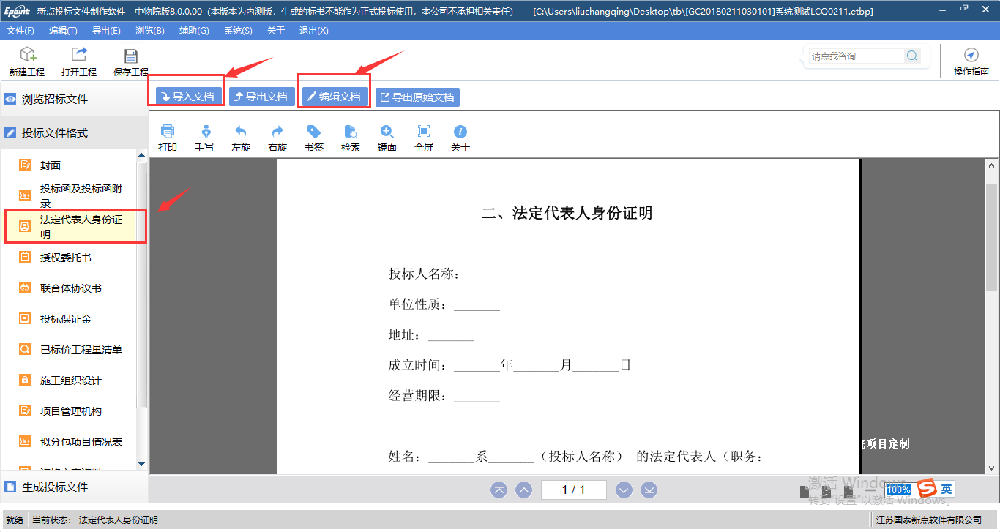 Epoint 新点投标文件制作软件—中物院版8.0.0.00（本版本为内测版，生成的标书不能作为正式投标使用，本公司不承担相关责任） [C:\Users\liuchangqing\Desktop\tb\[GC20180211030101]系统测试LCQ0211.etbp]
文件(F) 编辑(T) 导出(E) 浏览(B) 辅助(G) 系统(S) 关于 退出(X)
新建工程 打开工程 保存工程 请点我咨询 操作指南
导入文档 导出文档 编辑文档 导出原始文档
浏览招标文件
投标文件格式
封面
投标函及投标函附
录
法定代表人身份证
明
授权委托书
联合体协议书
投标保证金
已标价工程量清单
施工组织设计
项目管理机构
拟分包项目情况表
生成投标文件
打印 手写 左旋 右旋 书签 检索 镜面 全屏 关于
二、法定代表人身份证明
投标人名称：_______
单位性质：_______
地址：_______
成立时间：_______年_______月_______日
经营期限：_______
姓名：_______系_______（投标人名称） 的法定代表人（职务：
项目定制
1 / 1
激活 Windows
转到"设置"以激活 Windows。
100%
英
就绪 当前状态： 法定代表人身份证明 江苏国泰新点软件有限公司